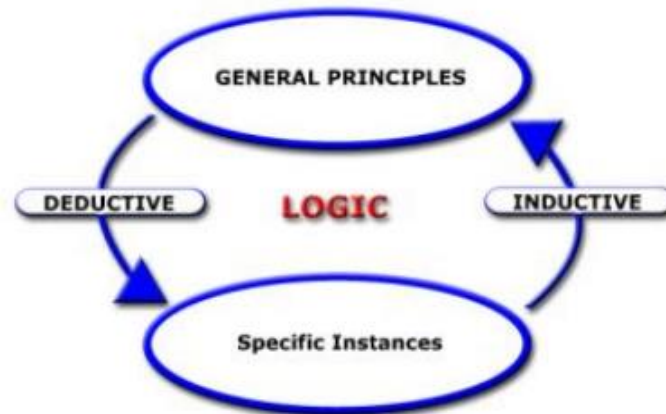 GENERAL PRINCIPLES
DEDUCTIVE
LOGIC
INDUCTIVE
Specific Instances